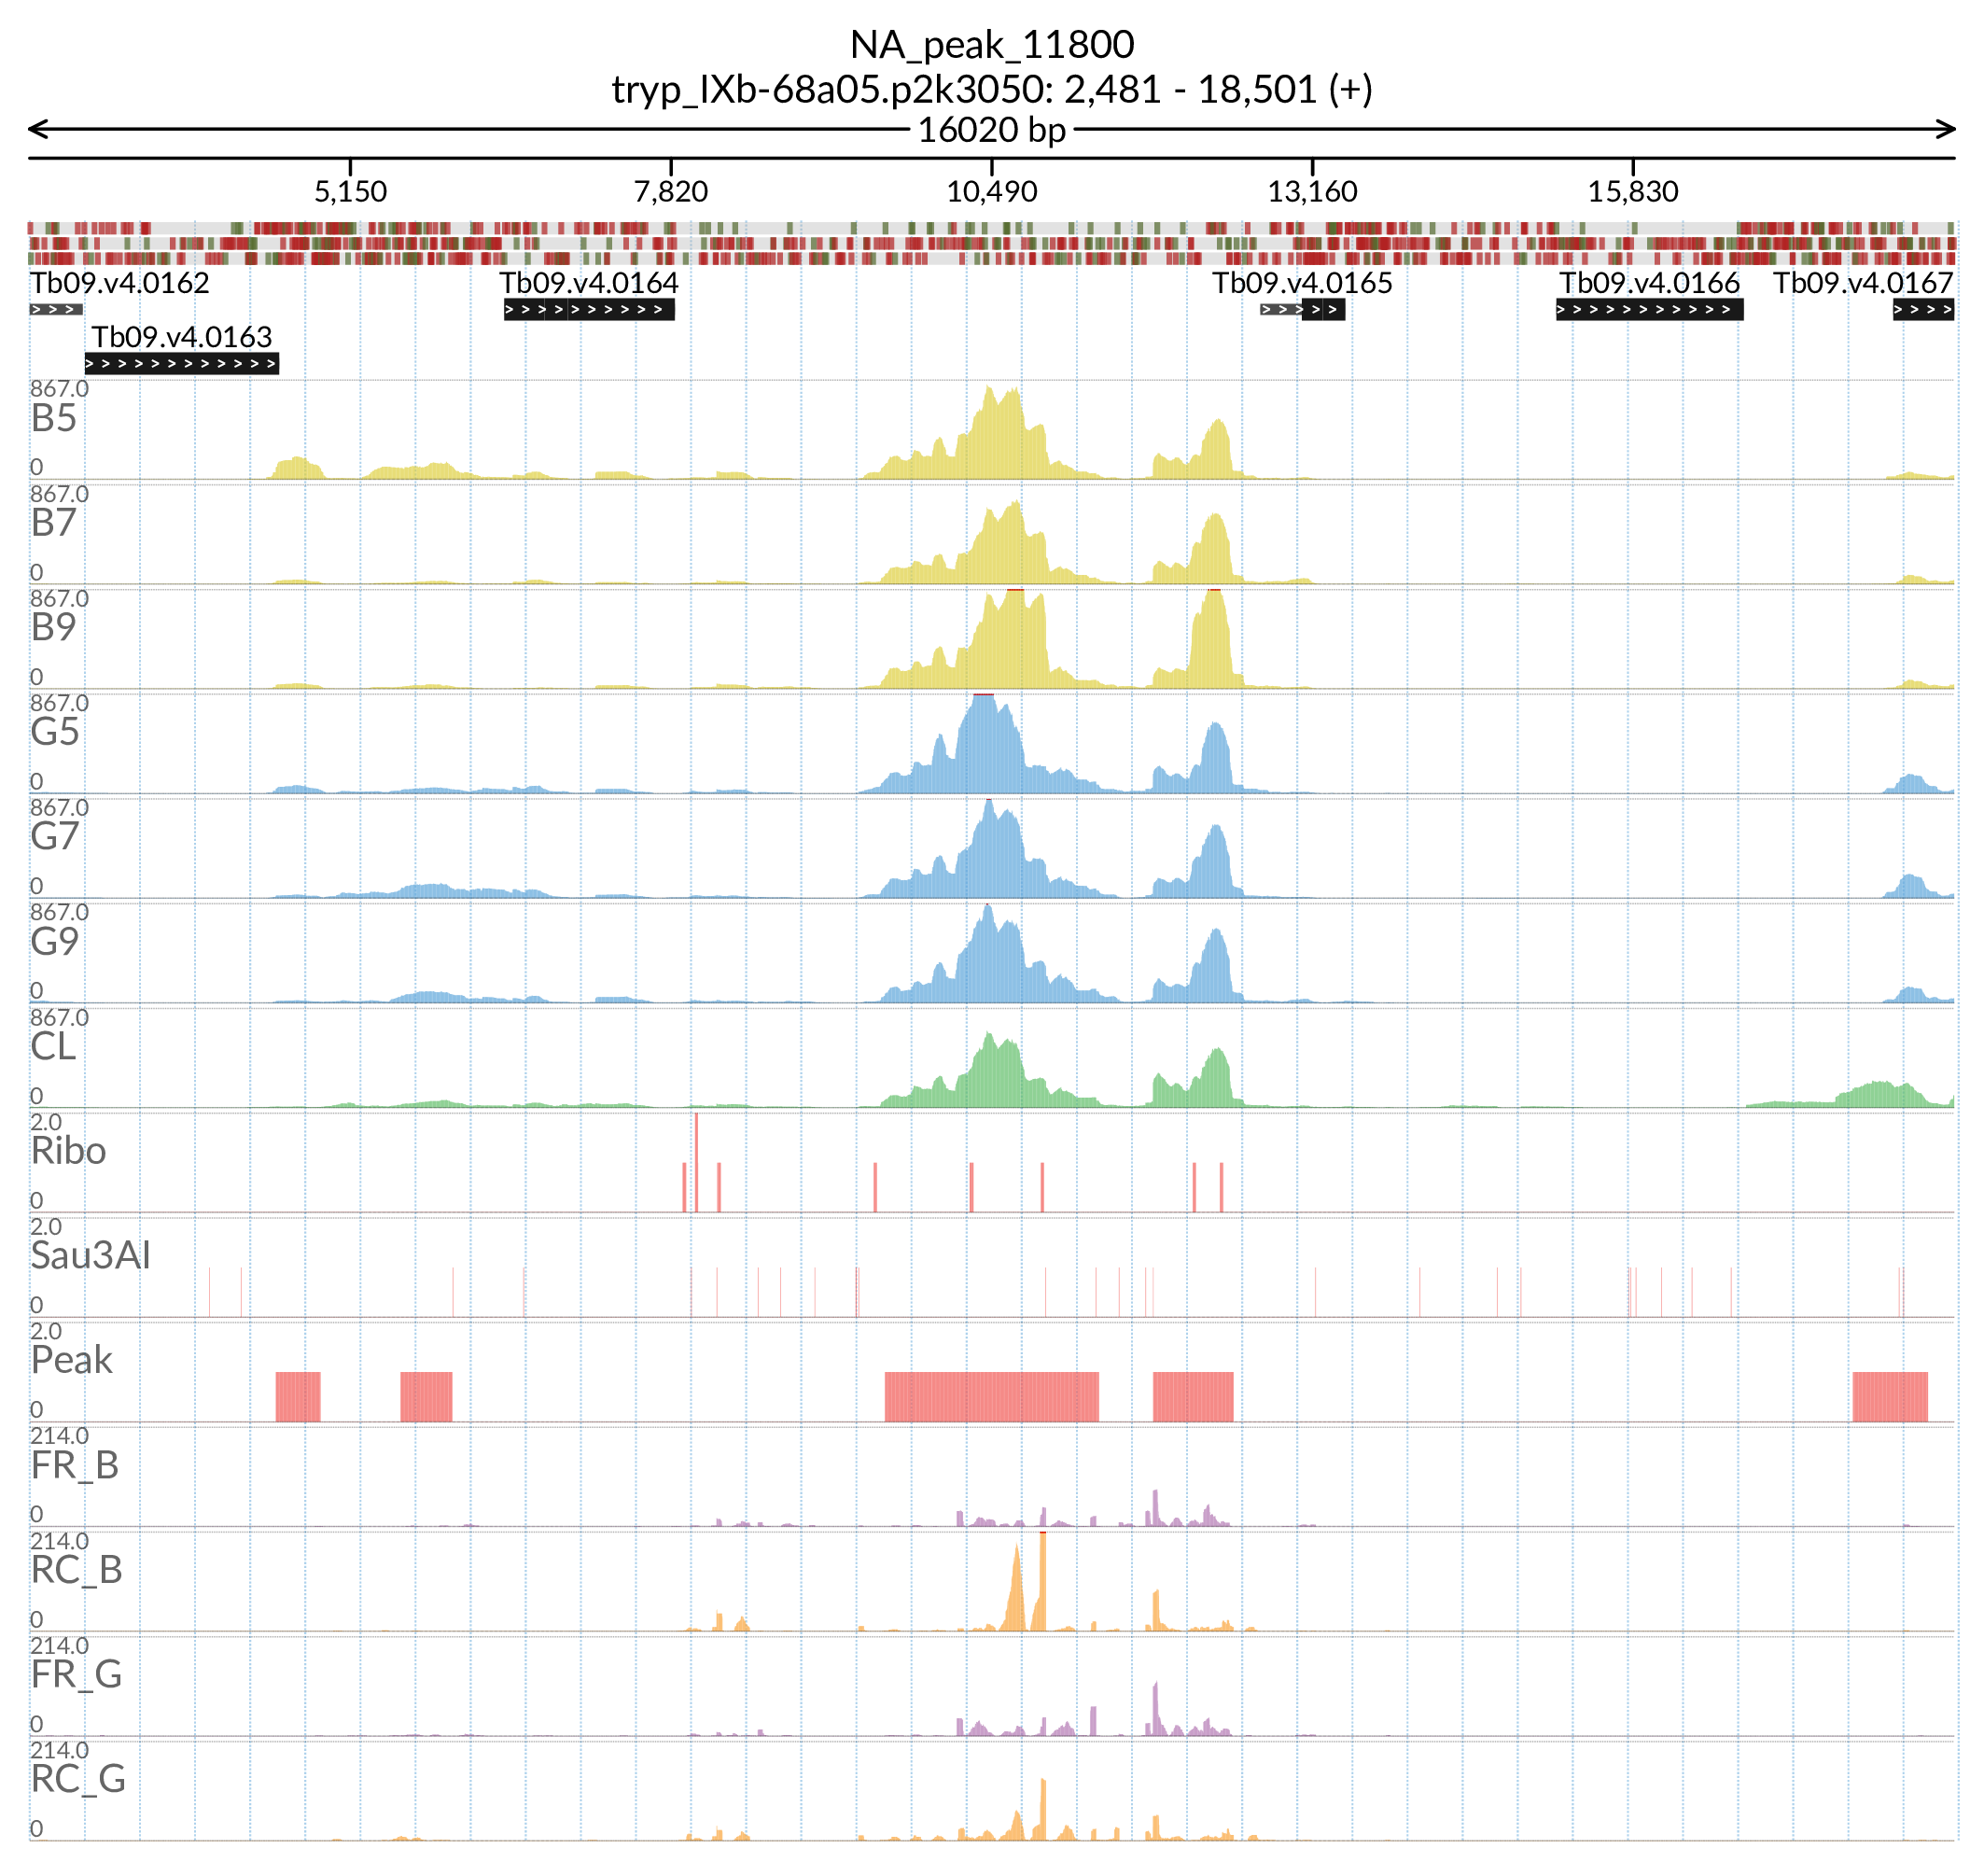 NA_peak_11800
tryp_IXb-68a05.p2k3050: 2,481 - 18,501 (+)
16020 bp
5,150 7,820 10,490 13,160 15,830
Tb09.v4.0162 Tb09.v4.0164 Tb09.v4.0165 Tb09.v4.0166 Tb09.v4.0167
Tb09.v4.0163
867.0
B5
0
867.0
B7
0
867.0
B9
0
867.0
G5
0
867.0
G7
0
867.0
G9
0
867.0
CL
0
2.0
Ribo
0
2.0
Sau3AI
0
2.0
Peak
0
214.0
FR_B
0
214.0
RC_B
0
214.0
FR_G
0
214.0
RC_G
0